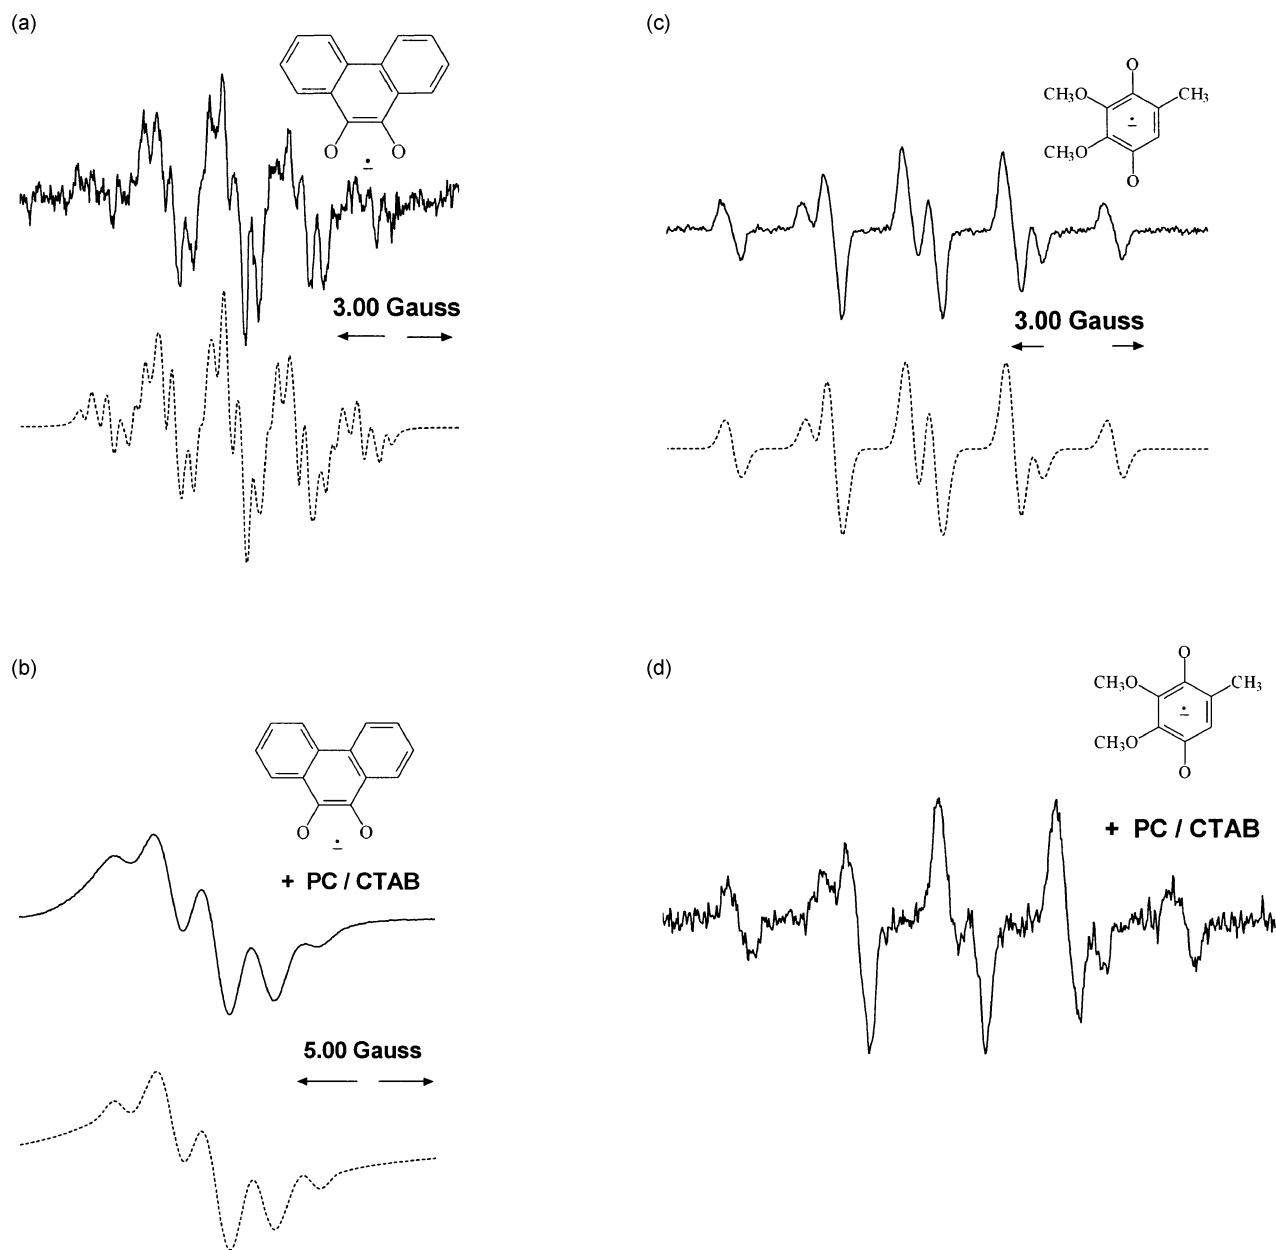 (a)
O
O
∸
3.00 Gauss
(c)
O
CH₃O
CH₃
∸
CH₃O
O
3.00 Gauss
(b)
O
O
∸
+ PC / CTAB
5.00 Gauss
(d)
O
CH₃O
CH₃
∸
CH₃O
O
+ PC / CTAB